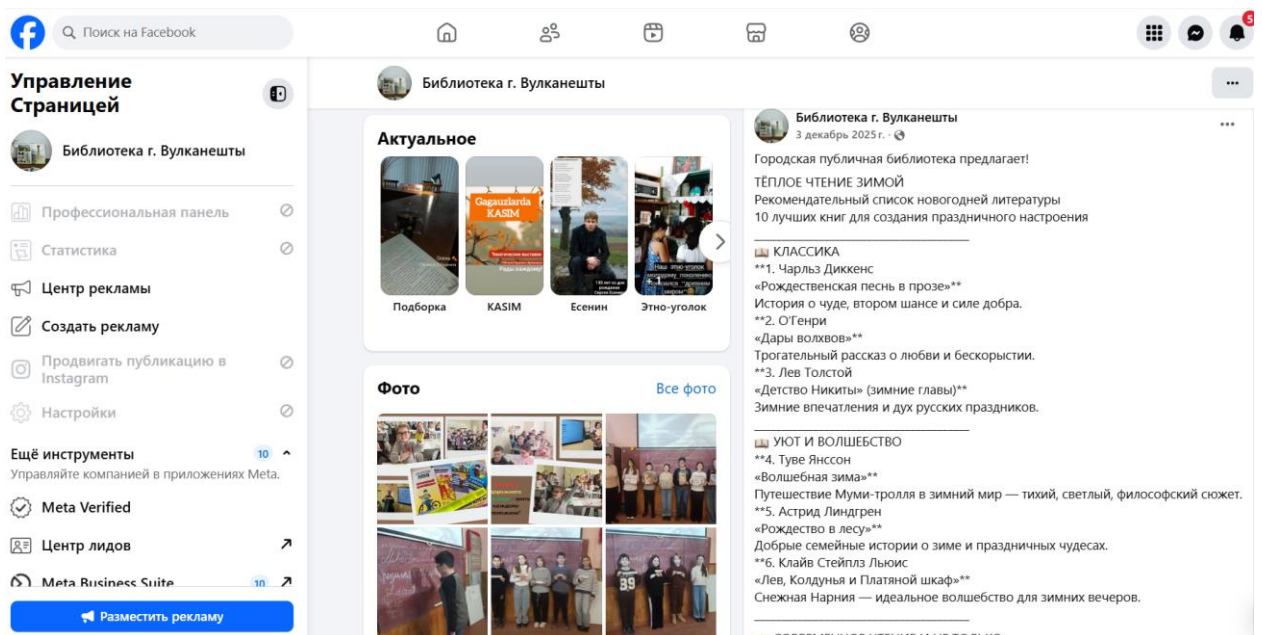 Поиск на Facebook
5
Управление
Страницей
Библиотека г. Вулканешты
Профессиональная панель
Статистика
Центр рекламы
Создать рекламу
Продвигать публикацию в
Instagram
Настройки
Ещё инструменты 10
Управляйте компанией в приложениях Meta.
Meta Verified
Центр лидов
Meta Business Suite 10
Разместить рекламу
Библиотека г. Вулканешты
Актуальное
Gagauzlarda
KASIM
Подборка
KASIM
Есенин
Этно-уголок
Фото
Все фото
Библиотека г. Вулканешты
3 декабрь 2025 г.
Городская публичная библиотека предлагает!
ТЁПЛОЕ ЧТЕНИЕ ЗИМОЙ
Рекомендательный список новогодней литературы
10 лучших книг для создания праздничного настроения
КЛАССИКА
**1. Чарльз Диккенс
«Рождественская песнь в прозе»**
История о чуде, втором шансе и силе добра.
**2. О'Генри
«Дары волхвов»**
Трогательный рассказ о любви и бескорыстии.
**3. Лев Толстой
«Детство Никиты» (зимние главы)**
Зимние впечатления и дух русских праздников.
УЮТ И ВОЛШЕБСТВО
**4. Туве Янссон
«Волшебная зима»**
Путешествие Муми-тролля в зимний мир — тихий, светлый, философский сюжет.
**5. Астрид Линдгрен
«Рождество в лесу»**
Добрые семейные истории о зиме и праздничных чудесах.
**6. Клайв Стейплз Льюис
«Лев, Колдунья и Платяной шкаф»**
Снежная Нарния — идеальное волшебство для зимних вечеров.